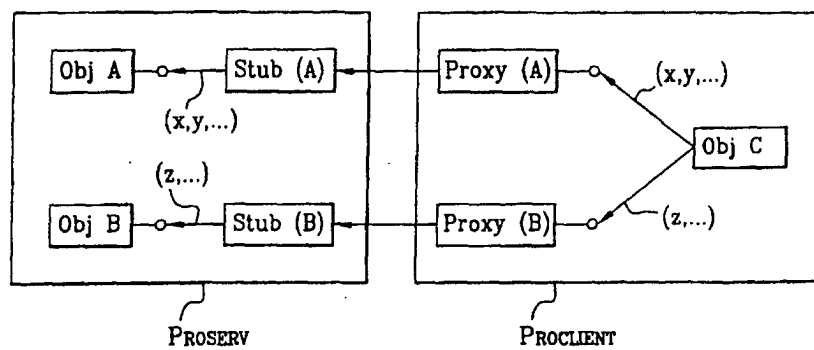 Obj A
Stub (A)
Proxy (A)
(x,y,...)
(x,y,...)
Obj C
(z,...)
Obj B
Stub (B)
Proxy (B)
(z,...)
PROSERV
PROCLIENT